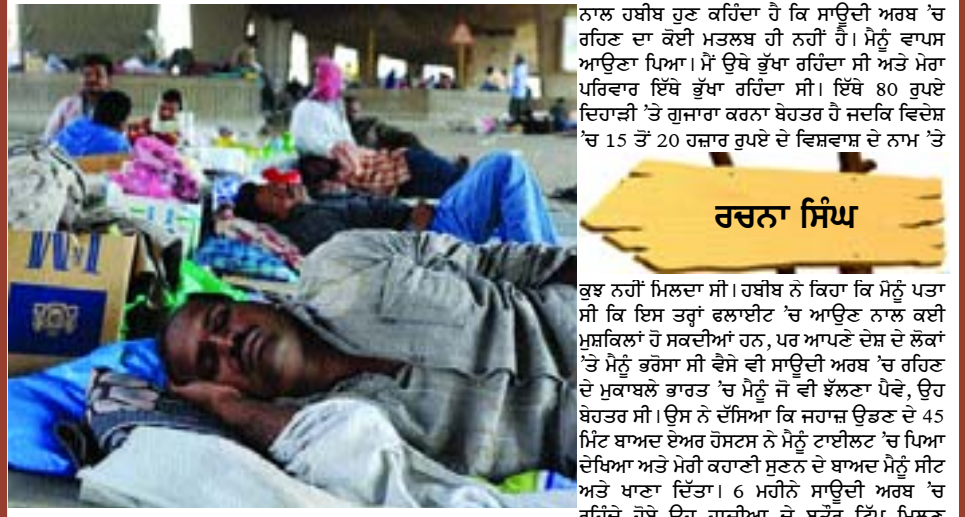 ਨਾਲ ਹਬੀਬ ਹੁਣ ਕਹਿੰਦਾ ਹੈ ਕਿ ਸਾਊਦੀ ਅਰਬ ’ਚ
ਰਹਿਣ ਦਾ ਕੋਈ ਮਤਲਬ ਹੀ ਨਹੀਂ ਹੈ। ਮੈਨੂੰ ਵਾਪਸ
ਆਉਣਾ ਪਿਆ। ਮੈਂ ਉਥੇ ਭੁੱਖਾ ਰਹਿੰਦਾ ਸੀ ਅਤੇ ਮੇਰਾ
ਪਰਿਵਾਰ ਇੱਥੇ ਭੁੱਖਾ ਰਹਿੰਦਾ ਸੀ। ਇੱਥੇ 80 ਰੁਪਏ
ਦਿਹਾੜੀ ’ਤੇ ਗੁਜਾਰਾ ਕਰਨਾ ਬੇਹਤਰ ਹੈ ਜਦਕਿ ਵਿਦੇਸ਼
’ਚ 15 ਤੋਂ 20 ਹਜ਼ਾਰ ਰੁਪਏ ਦੇ ਵਿਸ਼ਵਾਸ਼ ਦੇ ਨਾਮ ’ਤੇ
ਰਚਨਾ ਸਿੰਘ
ਕੁਝ ਨਹੀਂ ਮਿਲਦਾ ਸੀ। ਹਬੀਬ ਨੇ ਕਿਹਾ ਕਿ ਮੈਨੂੰ ਪਤਾ
ਸੀ ਕਿ ਇਸ ਤਰ੍ਹਾਂ ਫਲਾਈਟ ’ਚ ਆਉਣ ਨਾਲ ਕਈ
ਮੁਸ਼ਕਿਲਾਂ ਹੋ ਸਕਦੀਆਂ ਹਨ, ਪਰ ਆਪਣੇ ਦੇਸ਼ ਦੇ ਲੋਕਾਂ
’ਤੇ ਮੈਨੂੰ ਭਰੋਸਾ ਸੀ ਵੈਸੇ ਵੀ ਸਾਊਦੀ ਅਰਬ ’ਚ ਰਹਿਣ
ਦੇ ਮੁਕਾਬਲੇ ਭਾਰਤ ’ਚ ਮੈਨੂੰ ਜੋ ਵੀ ਝੱਲਣਾ ਪੈਵੇ, ਉਹ
ਬੇਹਤਰ ਸੀ। ਉਸ ਨੇ ਦੱਸਿਆ ਕਿ ਜਹਾਜ਼ ਉਡਣ ਦੇ 45
ਮਿੰਟ ਬਾਅਦ ਏਅਰ ਹੋਸਟਸ ਨੇ ਮੈਨੂੰ ਟਾਈਲਟ ’ਚ ਪਿਆ
ਦੇਖਿਆ ਅਤੇ ਮੇਰੀ ਕਹਾਣੀ ਸੁਣਨ ਦੇ ਬਾਅਦ ਮੈਨੂੰ ਸੀਟ
ਅਤੇ ਖਾਣਾ ਦਿੱਤਾ। 6 ਮਹੀਨੇ ਸਾਊਦੀ ਅਰਬ ’ਚ